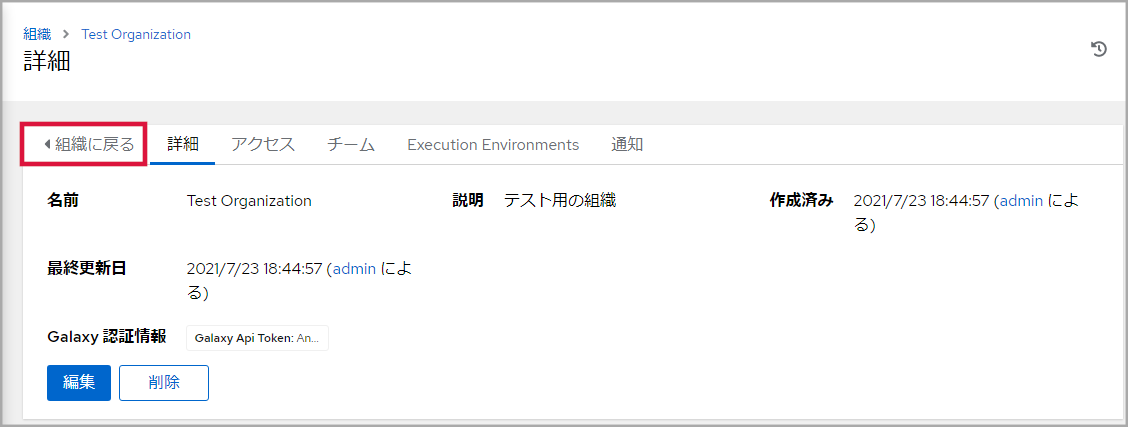 組織 > Test Organization
詳細
組織に戻る 詳細 アクセス チーム Execution Environments 通知
名前 Test Organization 説明 テスト用の組織 作成済み 2021/7/23 18:44:57 (admin によ
る)
最終更新日 2021/7/23 18:44:57 (admin によ
る)
Galaxy 認証情報 Galaxy Api Token: An...
編集 削除